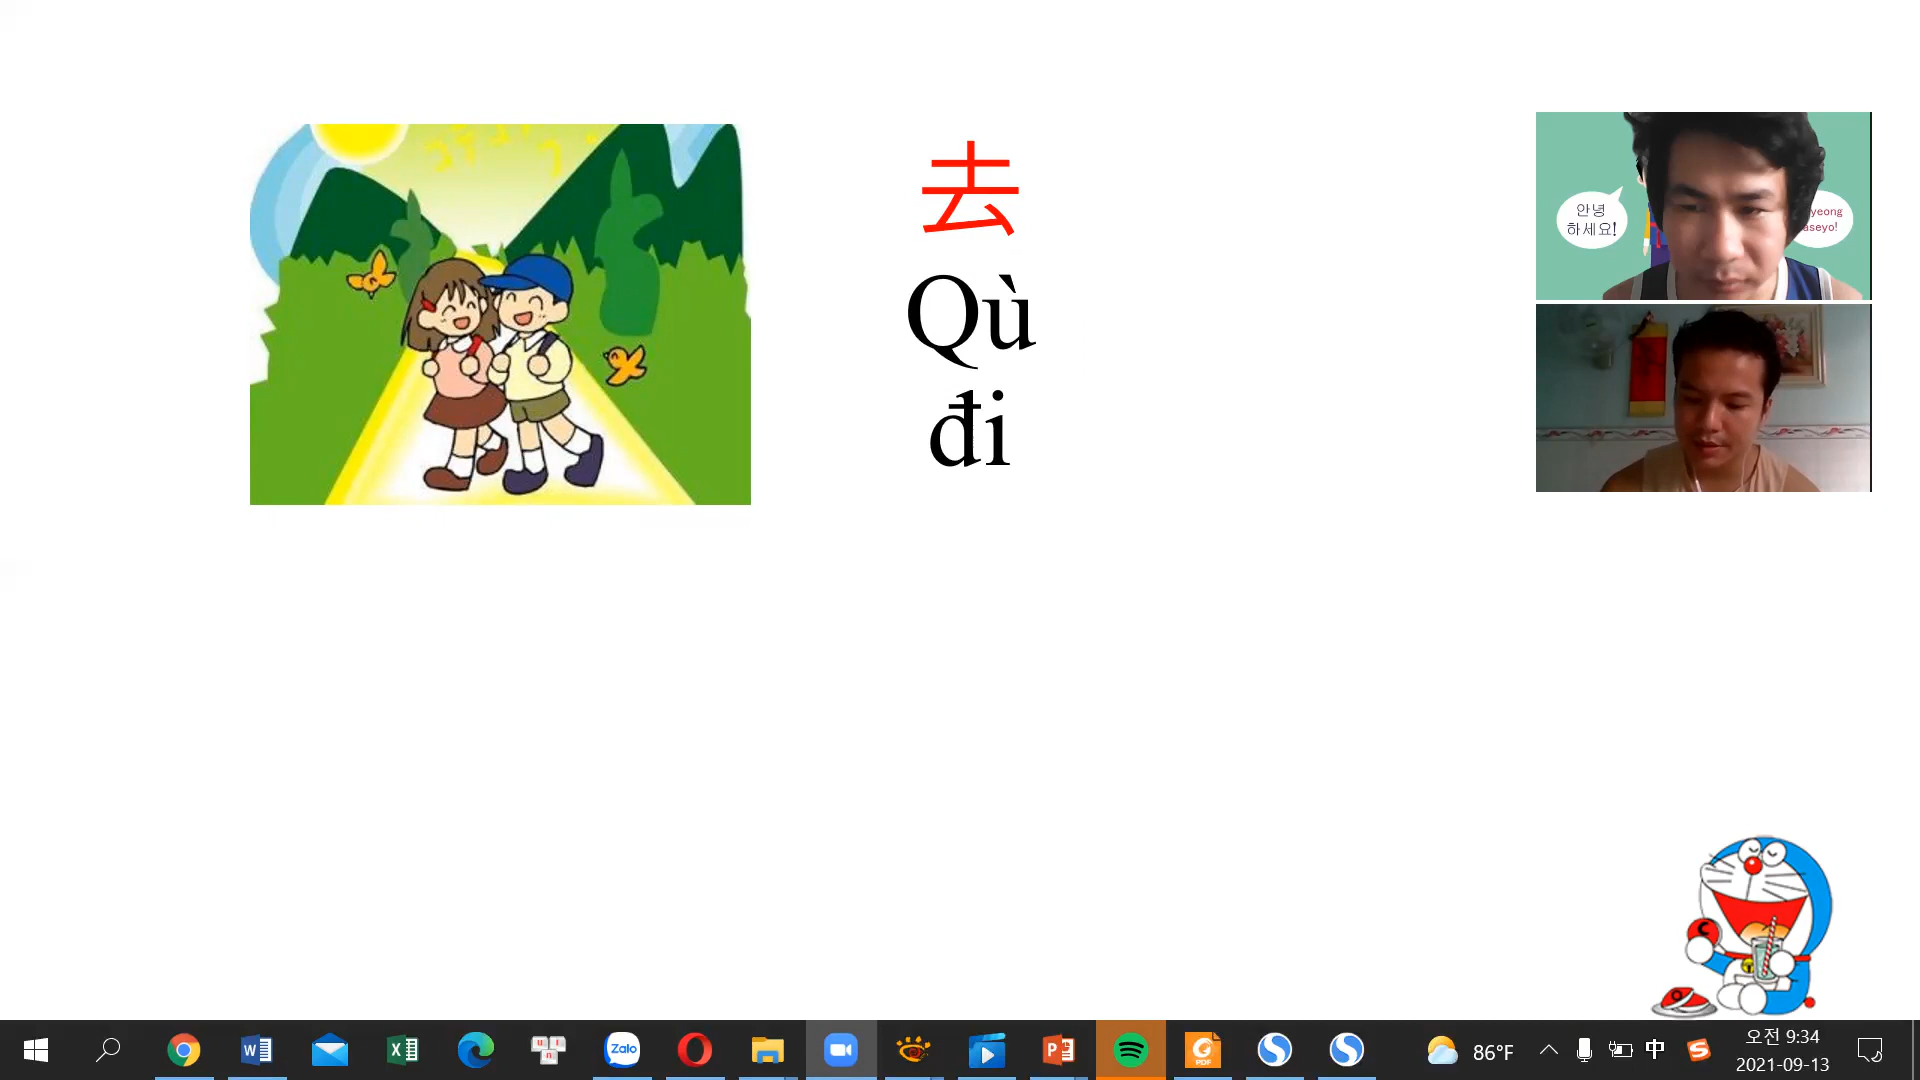 去
Qù
đi
안녕
하세요!
yeong
aseyo!
Zalo
86°F
中
오전 9:34
2021-09-13